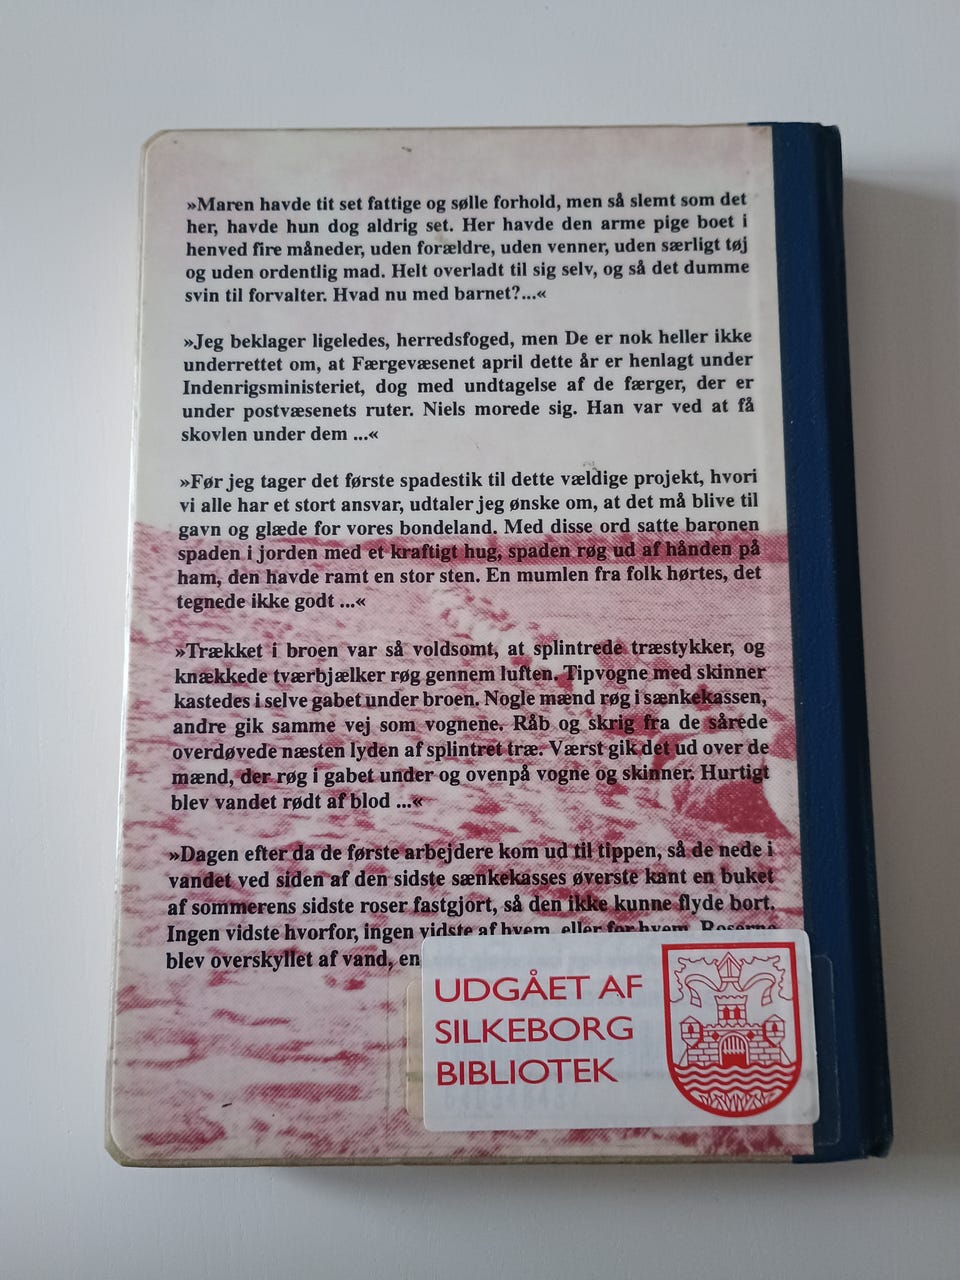 »Maren havde tit set fattige og sølle forhold, men så slemt som det
her, havde hun dog aldrig set. Her havde den arme pige boet i
henved fire måneder, uden forældre, uden venner, uden særligt tøj
og uden ordentlig mad. Helt overladt til sig selv, og så det dumme
svin til forvalter. Hvad nu med barnet?...«
»Jeg beklager ligeledes, herredsfoged, men De er nok heller ikke
underrettet om, at Færgevæsenet april dette år er henlagt under
Indenrigsministeriet, dog med undtagelse af de færger, der er
under postvæsenets ruter. Niels morede sig. Han var ved at få
skovlen under dem ...«
»Før jeg tager det første spadestik til dette vældige projekt, hvori
vi alle har et stort ansvar, udtaler jeg ønske om, at det må blive til
gavn og glæde for vores bondeland. Med disse ord satte baronen
spaden i jorden med et kraftigt hug, spaden røg ud af hånden på
ham, den havde ramt en stor sten. En mumlen fra folk hørtes, det
tegnede ikke godt ...«
»Trækket i broen var så voldsomt, at splintrede træstykker, og
knækkede tværbjælker røg gennem luften. Tipvogne med skinner
kastedes i selve gabet under broen. Nogle mænd røg i sænkekassen,
andre gik samme vej som vognene. Råb og skrig fra de sårede
overdøvede næsten lyden af splintret træ. Værst gik det ud over de
mænd, der røg i gabet under og ovenpå vogne og skinner. Hurtigt
blev vandet rødt af blod ...«
»Dagen efter da de første arbejdere kom ud til tippen, så de nede i
vandet ved siden af den sidste sænkekasses øverste kant en buket
af sommerens sidste roser fastgjort, så den ikke kunne flyde bort.
Ingen vidste hvorfor, ingen vidste af hvem, eller for hvem. Roserne
blev overskyllet af vand, en
UDGÅET AF
SILKEBORG
BIBLIOTEK